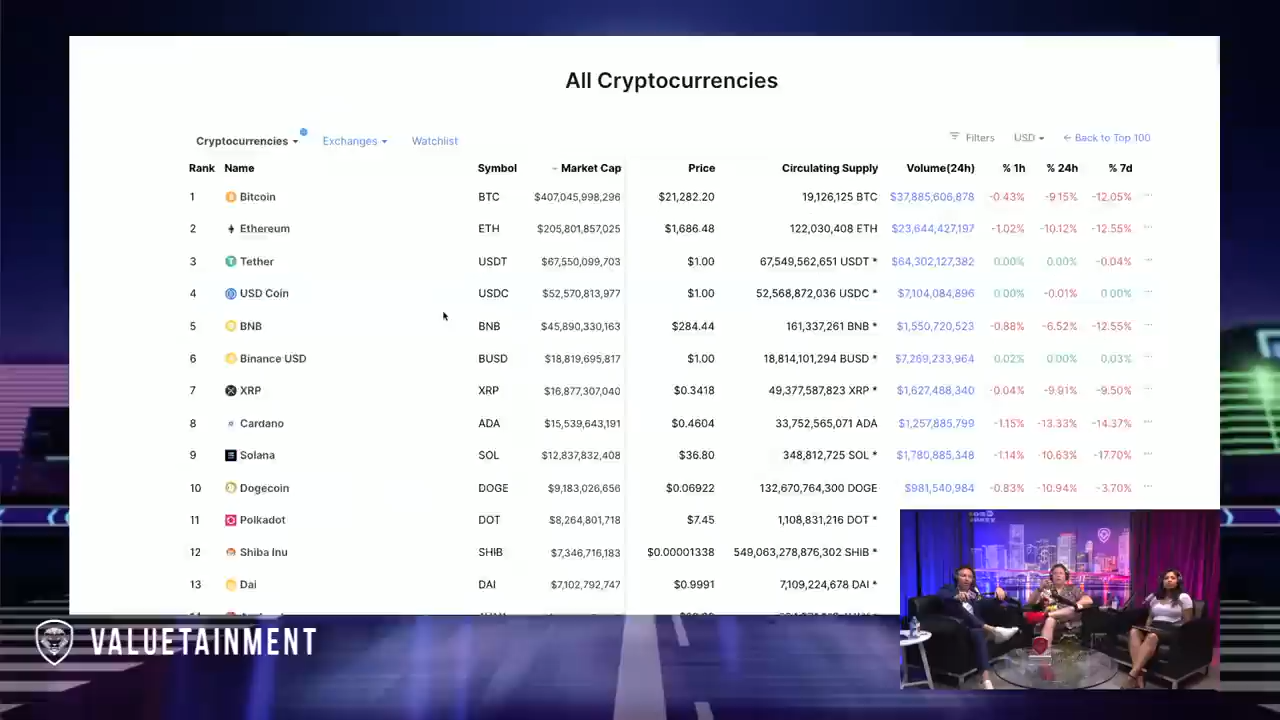 All Cryptocurrencies
Cryptocurrencies Exchanges Watchlist Filters USD ← Back to Top 100
Rank Name Symbol Market Cap Price Circulating Supply Volume(24h) % 1h % 24h % 7d
1 Bitcoin BTC $407,045,998,296 $21,282.20 19,126,125 BTC $37,885,606,878 -0.43% -9.15% -12.05%
2 Ethereum ETH $205,801,857,025 $1,686.48 122,030,408 ETH $23,644,427,197 -1.02% -10.12% -12.55%
3 Tether USDT $67,550,099,703 $1.00 67,549,562,651 USDT * $64,302,127,382 0.00% 0.00% -0.04%
4 USD Coin USDC $52,570,813,977 $1.00 52,568,872,036 USDC * $7,104,084,896 0.00% -0.01% 0.00%
5 BNB BNB $45,890,330,163 $284.44 161,337,261 BNB * $1,550,720,523 -0.88% -6.52% -12.55%
6 Binance USD BUSD $18,819,695,817 $1.00 18,814,101,294 BUSD * $7,269,233,964 0.02% 0.00% 0.03%
7 XRP XRP $16,877,307,040 $0.3418 49,377,587,823 XRP * $1,627,488,340 -0.04% -9.91% -9.50%
8 Cardano ADA $15,539,643,191 $0.4604 33,752,565,071 ADA $1,257,885,799 -1.15% -13.33% -14.37%
9 Solana SOL $12,837,832,408 $36.80 348,812,725 SOL * $1,780,885,348 -1.14% -10.63% -17.70%
10 Dogecoin DOGE $9,183,026,656 $0.06922 132,670,764,300 DOGE $981,540,984 -0.83% -10.94% -3.70%
11 Polkadot DOT $8,264,801,718 $7.45 1,108,831,216 DOT *
12 Shiba Inu SHIB $7,346,716,183 $0.00001338 549,063,278,876,302 SHIB *
13 Dai DAI $7,102,792,747 $0.9991 7,109,224,678 DAI *
VALUETAINMENT